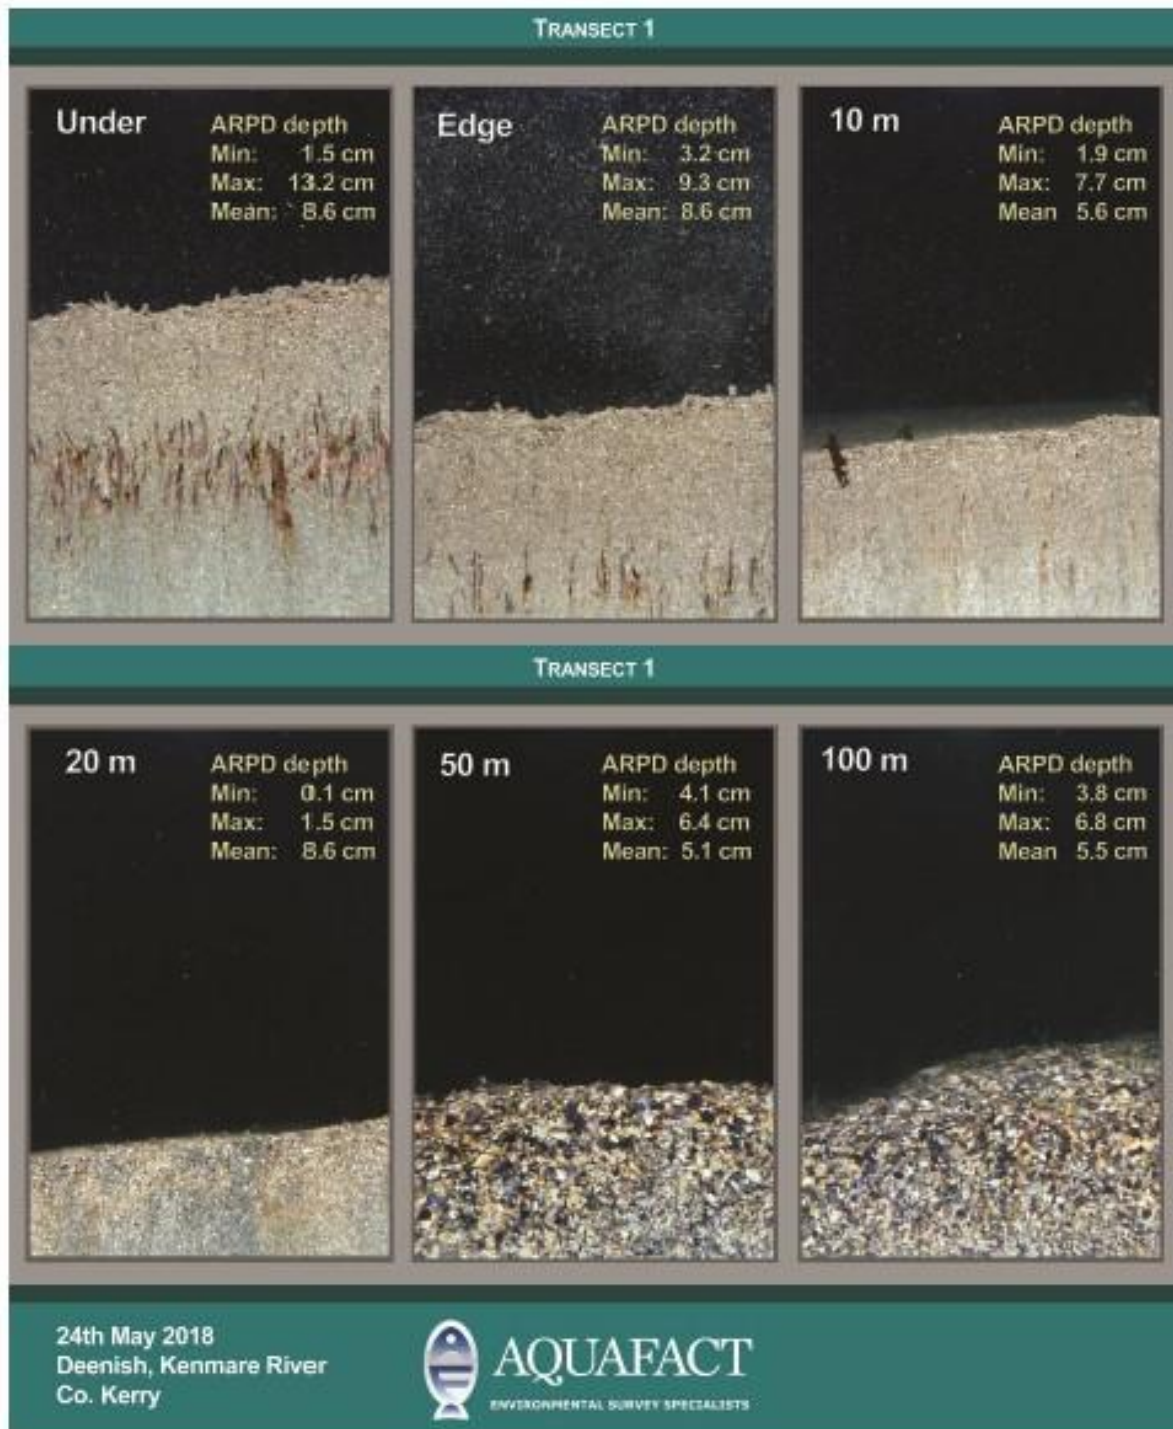 TRANSECT 1
Under
ARPD depth
Min: 1.5 cm
Max: 13.2 cm
Mean: 8.6 cm
Edge
ARPD depth
Min: 3.2 cm
Max: 9.3 cm
Mean: 8.6 cm
10 m
ARPD depth
Min: 1.9 cm
Max: 7.7 cm
Mean 5.6 cm
TRANSECT 1
20 m
ARPD depth
Min: 0.1 cm
Max: 1.5 cm
Mean: 8.6 cm
50 m
ARPD depth
Min: 4.1 cm
Max: 6.4 cm
Mean: 5.1 cm
100 m
ARPD depth
Min: 3.8 cm
Max: 6.8 cm
Mean 5.5 cm
24th May 2018
Deenish, Kenmare River
Co. Kerry
AQUAFACT
ENVIRONMENTAL SURVEY SPECIALISTS